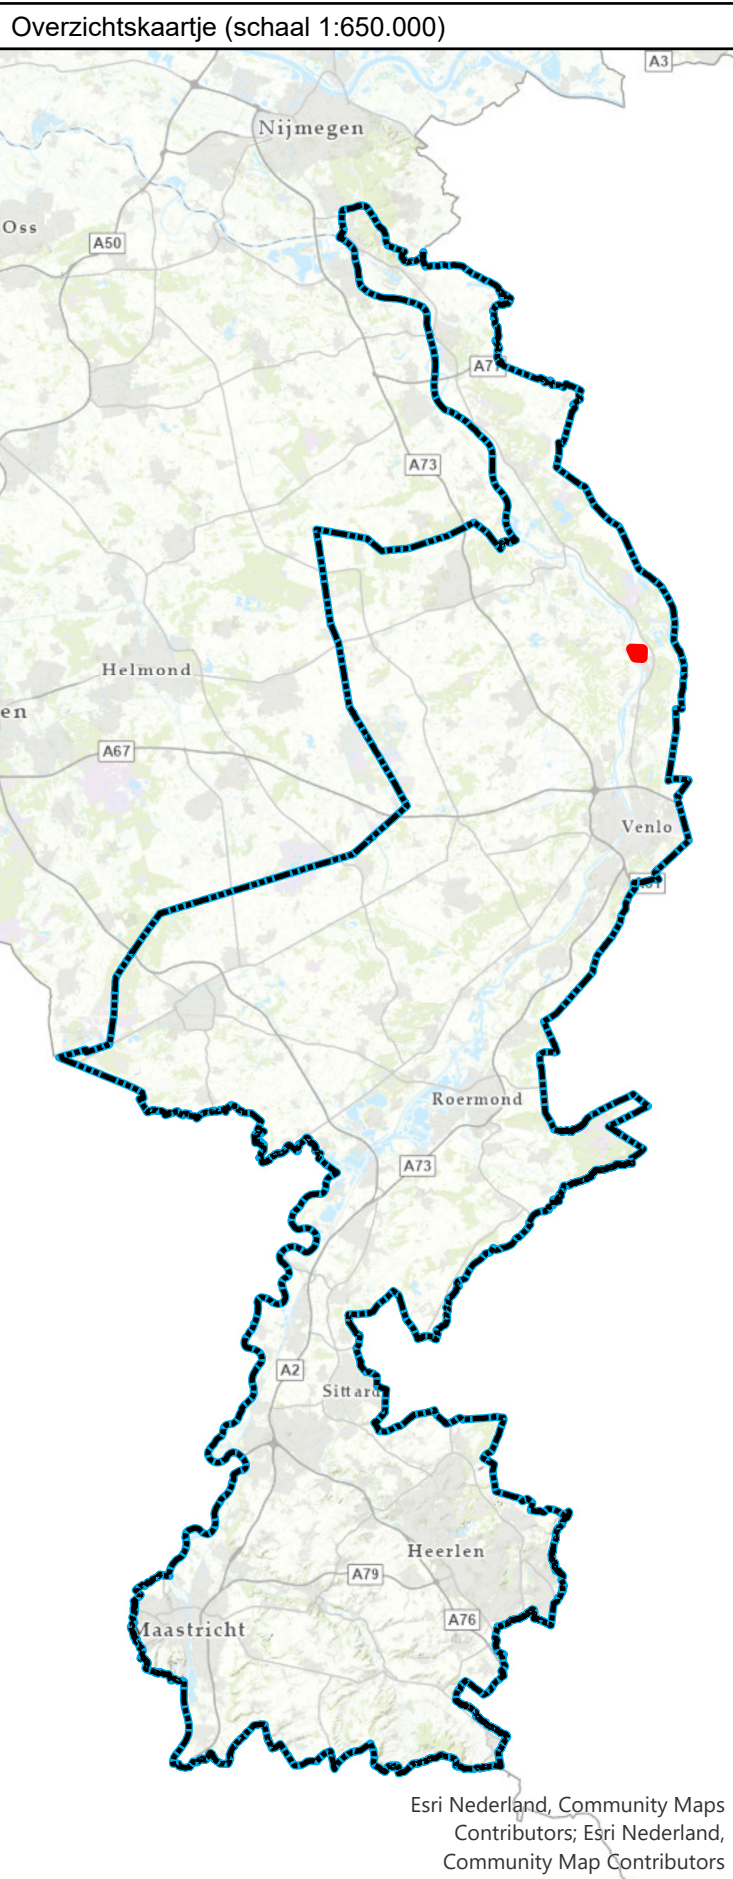 Overzichtskaartje (schaal 1:650.000)
A3
Nijmegen
Oss
A50
A77
A73
Helmond
en
A67
Venlo
Roermond
A73
A2
Sittard
Heerlen
A79
A76
Maastricht
Esri Nederland, Community Maps
Contributors; Esri Nederland,
Community Map Contributors